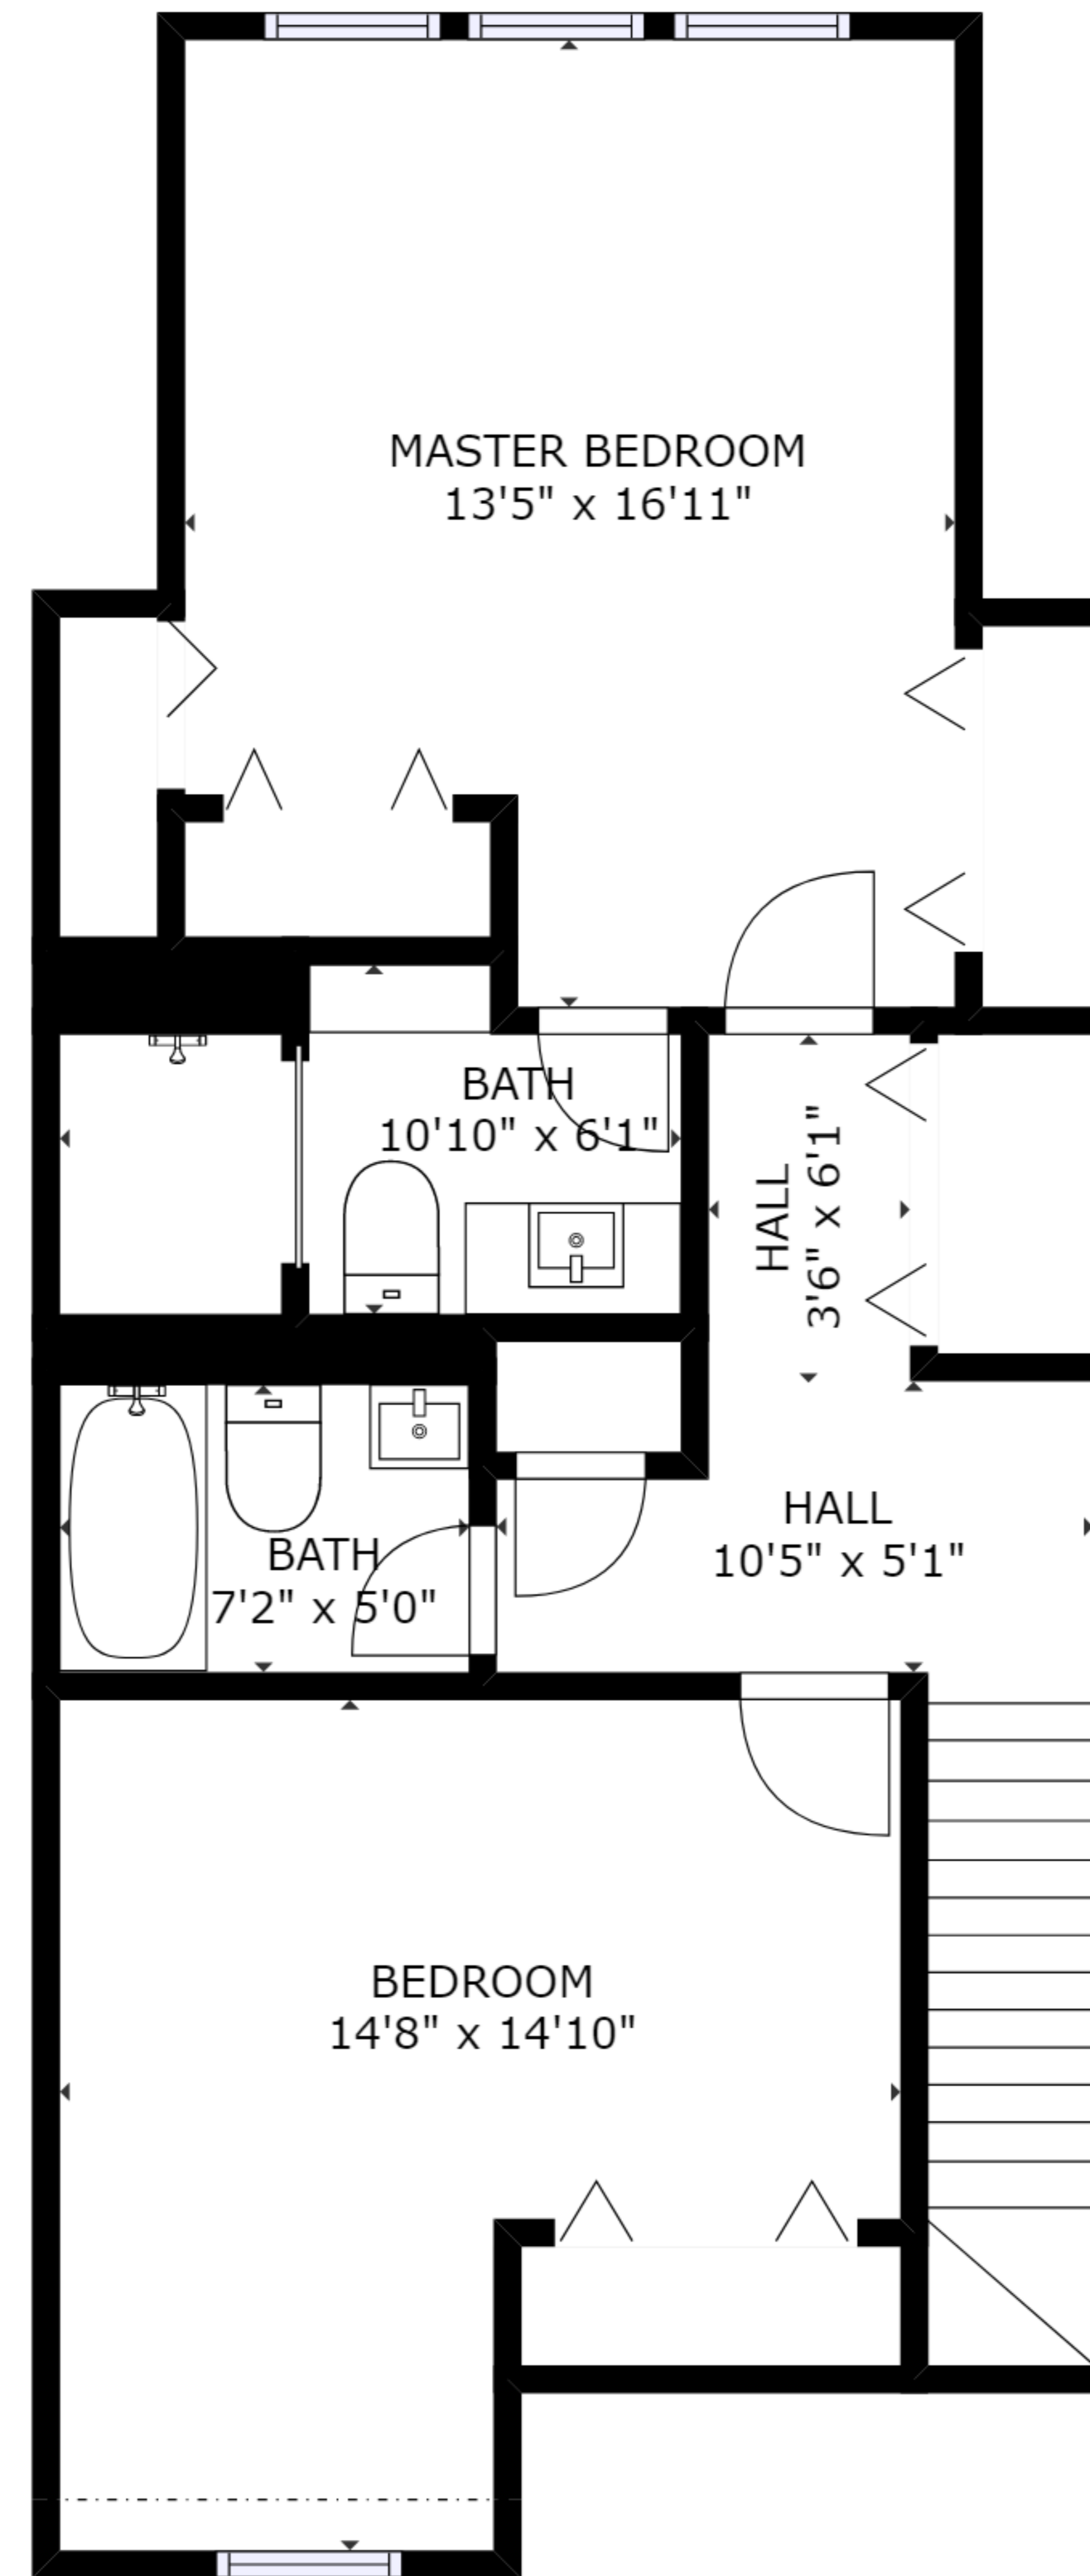 MASTER BEDROOM
13'5" x 16'11"
BATH
10'10" x 6'1"
HALL
3'6" x 6'1"
HALL
10'5" x 5'1"
BATH
7'2" x 5'0"
BEDROOM
14'8" x 14'10"